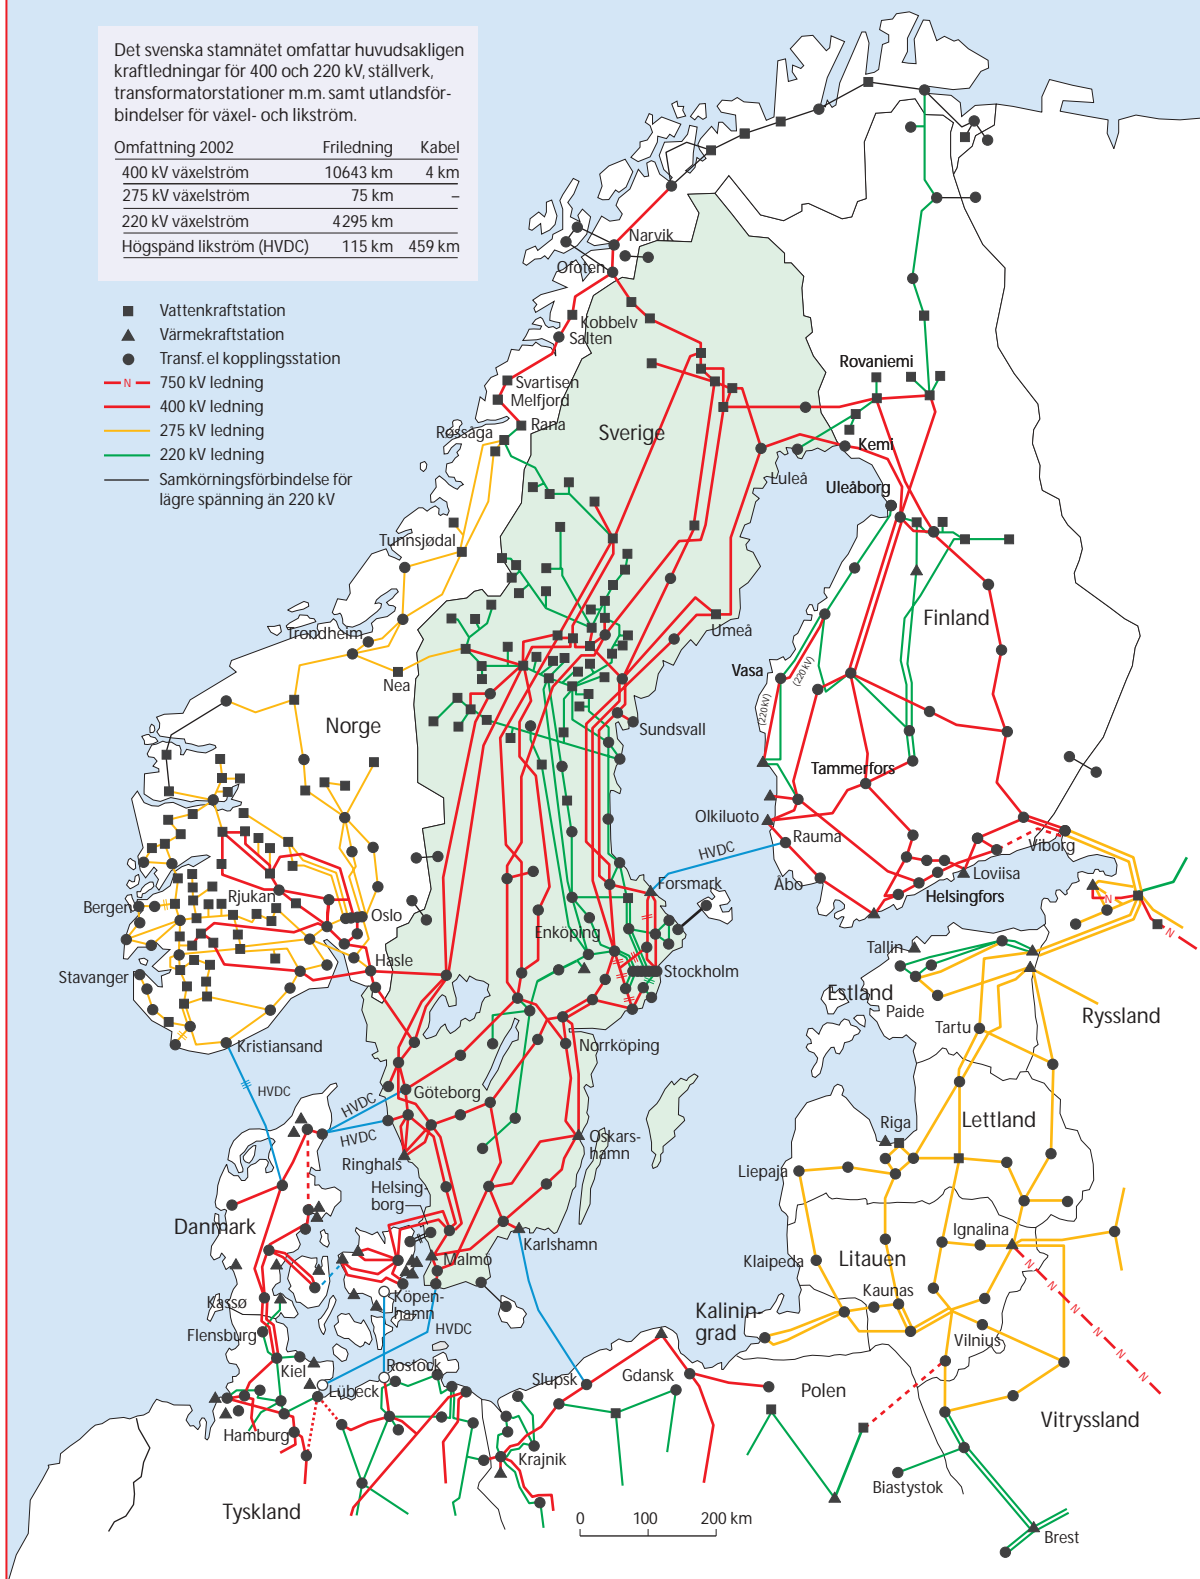 Det svenska stamnätet omfattar huvudsakligen
kraftledningar för 400 och 220 kV, ställverk,
transformatorstationer m.m. samt utlandsför-
bindelser för växel- och likström.
Omfattning 2002 Friledning Kabel
400 kV växelström 10643 km 4 km
275 kV växelström 75 km –
220 kV växelström 4295 km
Högspänd likström (HVDC) 115 km 459 km
Vattenkraftstation
Värmekraftstation
Transf. el kopplingsstation
N 750 kV ledning
400 kV ledning
275 kV ledning
220 kV ledning
Samkörningsförbindelse för
lägre spänning än 220 kV
Narvik
Ofoten
Kobbelv
Salten
Svartisen
Melfjord
Rana
Røssåga
Rovaniemi
Sverige
Kemi
Luleå
Uleåborg
Tunnsjødal
Trondheim
Finland
Umeå
Nea
Vasa
(220 kV)
(220 kV)
Norge
Sundsvall
Tammerfors
Olkiluoto
Rauma
HVDC
Viborg
Åbo
Loviisa
Helsingfors
Forsmark
Rjukan
Bergen
Oslo
Enköping
N
N
Hasle
Stavanger
Stockholm
Tallin
Estland
Paide
Ryssland
Tartu
Kristiansand
Norrköping
HVDC
HVDC
HVDC
Göteborg
Lettland
Riga
Oskars-
hamn
Ringhals
Liepaja
Helsing-
borg
Danmark
Karlshamn
Ignalina
Malmö
Klaipeda
Litauen
N
N
N
N
N
Kassø
Köpen-
hamn
Kaunas
Kalinin-
grad
Flensburg
HVDC
Vilnius
Kiel
Rostock
Lübeck
Slupsk
Gdansk
Polen
Vitryssland
Hamburg
Krajnik
Biastystok
Tyskland
0 100 200 km
Brest